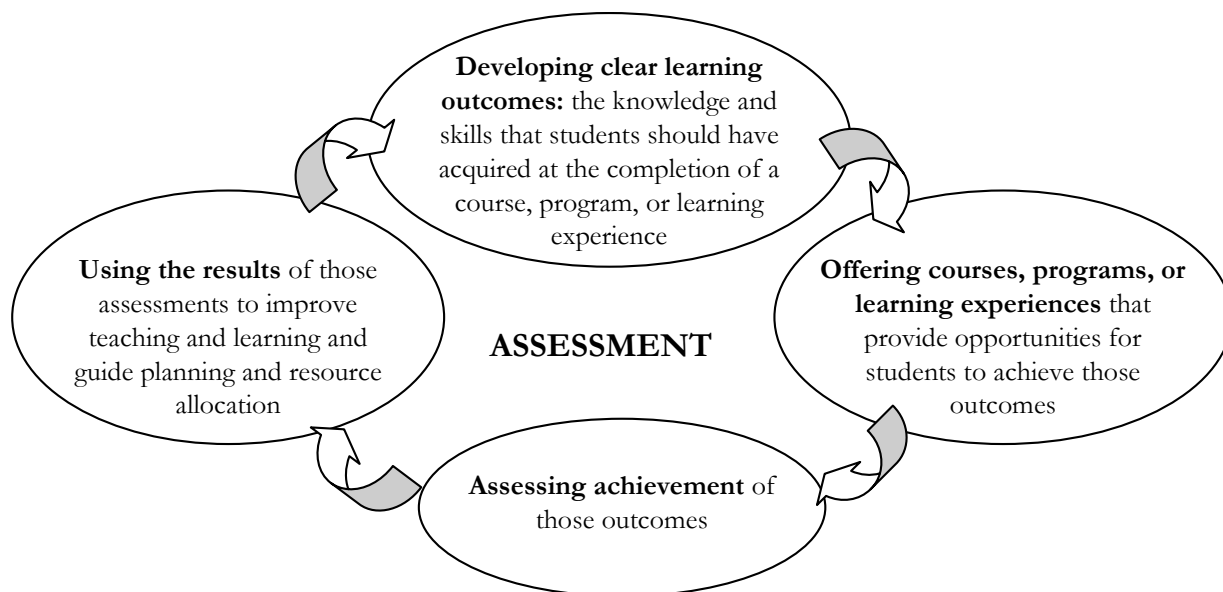 Developing clear learning
outcomes: the knowledge and
skills that students should have
acquired at the completion of a
course, program, or learning
experience
Using the results of those
assessments to improve
teaching and learning and
guide planning and resource
allocation
ASSESSMENT
Offering courses, programs, or
learning experiences that
provide opportunities for
students to achieve those
outcomes
Assessing achievement of
those outcomes